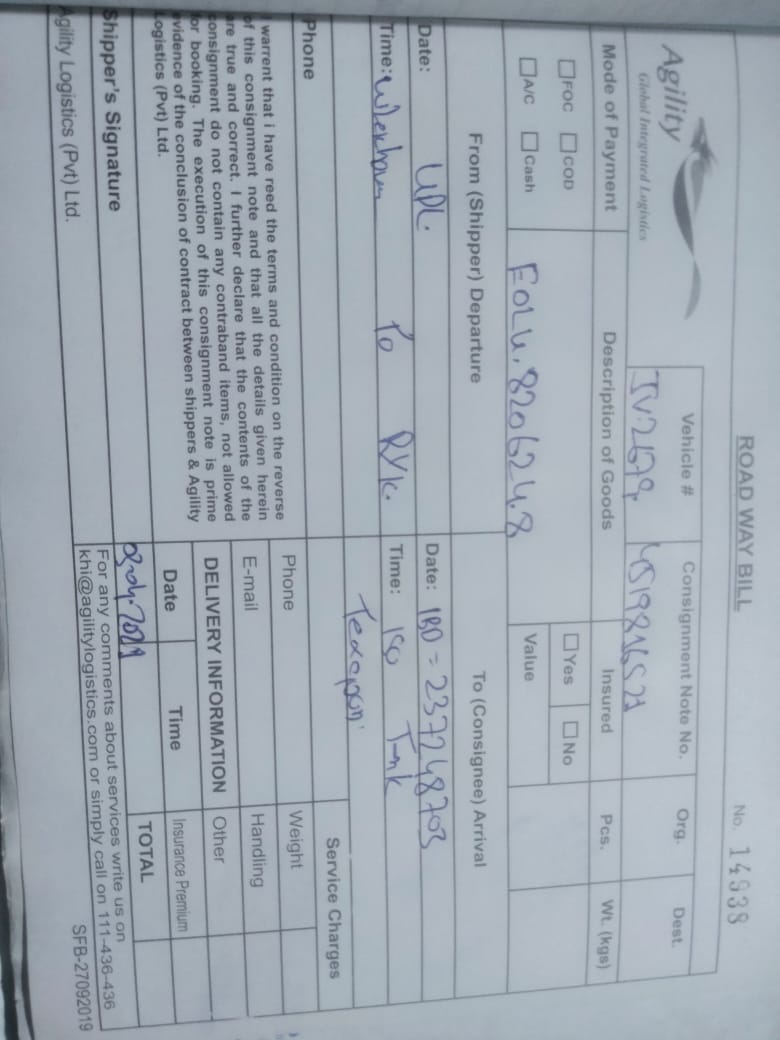 ROAD WAY BILL
No. 14938
Agility
Global Integrated Logistics
Vehicle #
JV.2679
Consignment Note No.
4519816521
Org.
Dest.
Mode of Payment
FOC COD
A/C Cash
Description of Goods
EOLU.820624.8
Insured
Yes No
Value
Pcs.
Wt. (kgs)
From (Shipper) Departure
Date: UPL.
Time: To RYK.
Phone
To (Consignee) Arrival
Date: IBD = 237248703
Time: ISO Tank
Texapon
Phone
E-mail
Service Charges
Weight
Handling
Other
Insurance Premium
TOTAL
I warrent that i have reed the terms and condition on the reverse
of this consignment note and that all the details given herein
are true and correct. I further declare that the contents of the
consignment do not contain any contraband items, not allowed
for booking. The execution of this consignment note is prime
evidence of the conclusion of contract between shippers & Agility
Logistics (Pvt) Ltd.
DELIVERY INFORMATION
Date Time
Shipper's Signature
Agility Logistics (Pvt) Ltd.
For any comments about services write us on
khi@agilitylogistics.com or simply call on 111-436-436
SFB-27092019